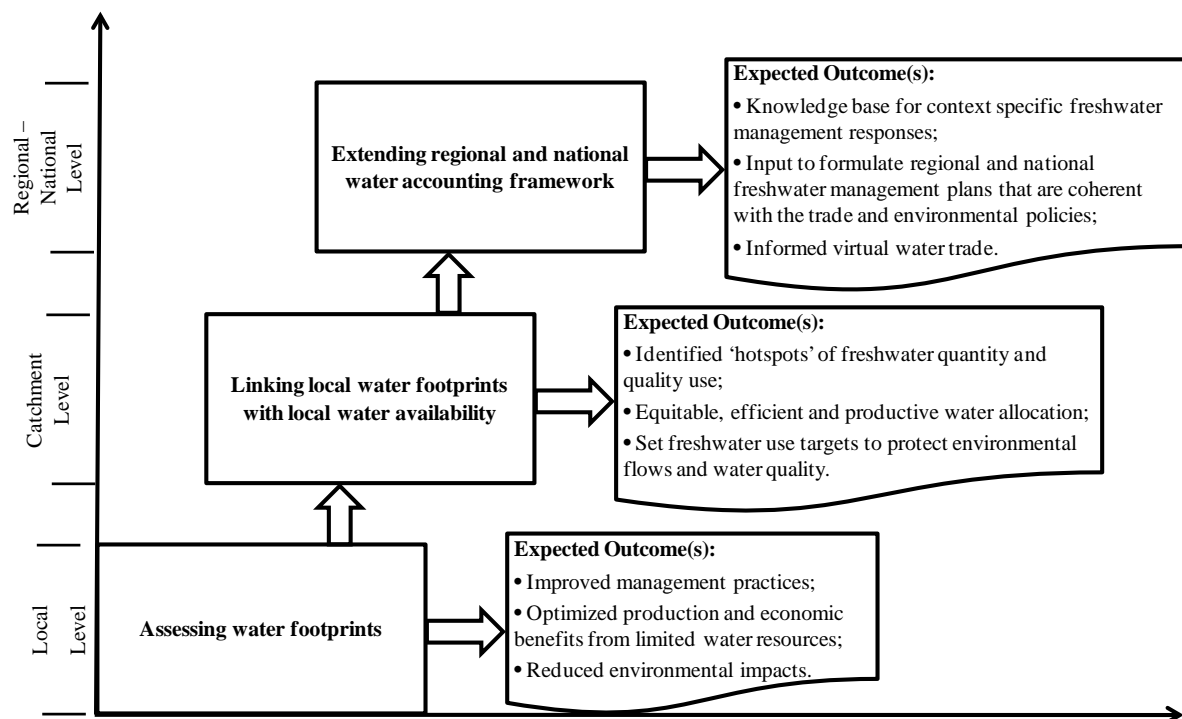 Regional –
National
Level
Extending regional and national
water accounting framework
Expected Outcome(s):
• Knowledge base for context specific freshwater
management responses;
• Input to formulate regional and national
freshwater management plans that are coherent
with the trade and environmental policies;
• Informed virtual water trade.
Catchment
Level
Linking local water footprints
with local water availability
Expected Outcome(s):
• Identified ‘hotspots’ of freshwater quantity and
quality use;
• Equitable, efficient and productive water allocation;
• Set freshwater use targets to protect environmental
flows and water quality.
Local
Level
Assessing water footprints
Expected Outcome(s):
• Improved management practices;
• Optimized production and economic
benefits from limited water resources;
• Reduced environmental impacts.